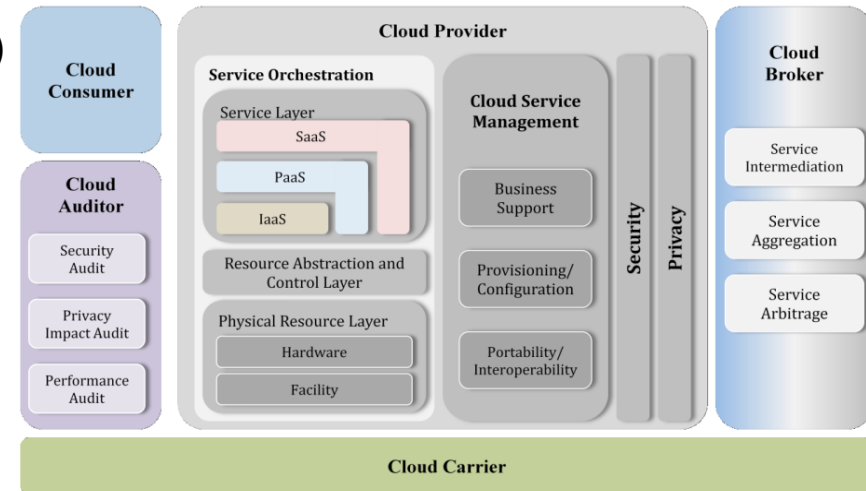 )
Cloud
Consumer
Cloud
Auditor
Security
Audit
Privacy
Impact Audit
Performance
Audit
Cloud Provider
Service Orchestration
Service Layer
SaaS
PaaS
IaaS
Resource Abstraction and
Control Layer
Physical Resource Layer
Hardware
Facility
Cloud Service
Management
Business
Support
Provisioning/
Configuration
Portability/
Interoperability
Security
Privacy
Cloud
Broker
Service
Intermediation
Service
Aggregation
Service
Arbitrage
Cloud Carrier